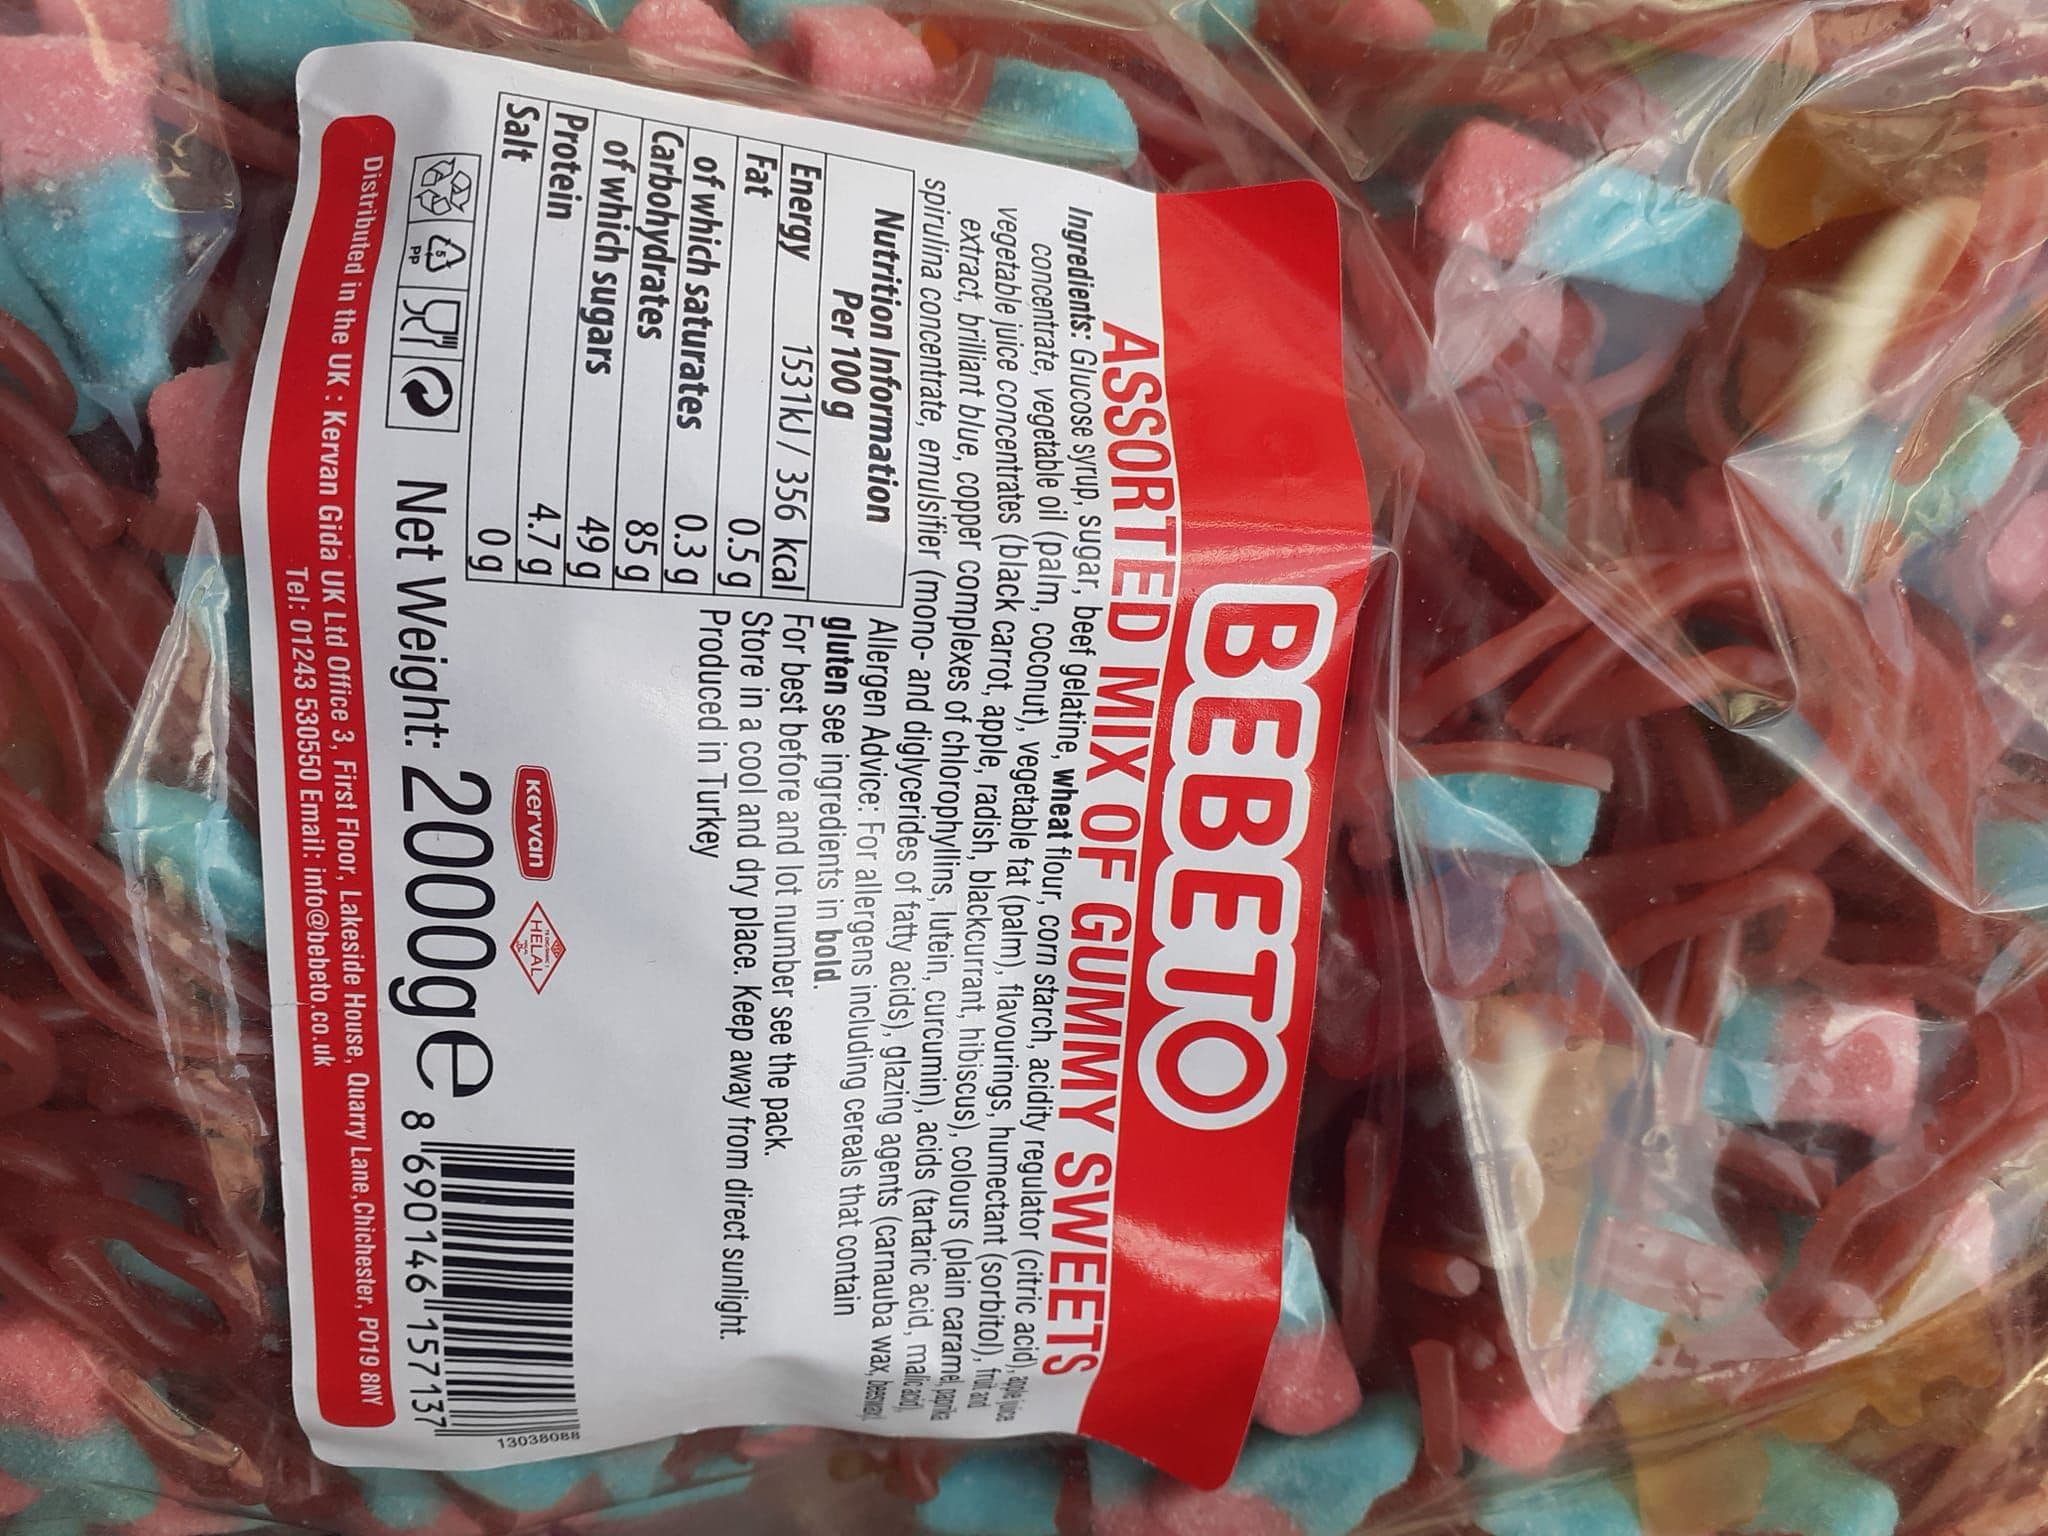 BEBETO
ASSORTED MIX OF GUMMY SWEETS
Ingredients: Glucose syrup, sugar, beef gelatine, wheat flour, corn starch, acidity regulator (citric acid), apple juice
concentrate, vegetable oil (palm, coconut), vegetable fat (palm), flavourings, humectant (sorbitol), fruit and
vegetable juice concentrates (black carrot, apple, radish, blackcurrant, hibiscus), colours (plain caramel, paprika
extract, brilliant blue, copper complexes of chlorophyllins, lutein, curcumin), acids (tartaric acid, malic acid),
spirulina concentrate, emulsifier (mono- and diglycerides of fatty acids), glazing agents (carnauba wax, beeswax).
Nutrition Information
Per 100 g
Energy 1531kJ / 356 kcal
Fat 0.5 g
of which saturates 0.3 g
Carbohydrates 85 g
of which sugars 49 g
Protein 4.7 g
Salt 0 g
Allergen Advice: For allergens including cereals that contain
gluten see ingredients in bold.
For best before and lot number see the pack.
Store in a cool and dry place. Keep away from direct sunlight.
Produced in Turkey
kervan
HELAL
5
PP
Net Weight: 2000g e
8 690146 157137
13038088
Distributed in the UK : Kervan Gida UK Ltd Office 3, First Floor, Lakeside House, Quarry Lane, Chichester, PO19 8NY
Tel: 01243 530550 Email: info@bebeto.co.uk